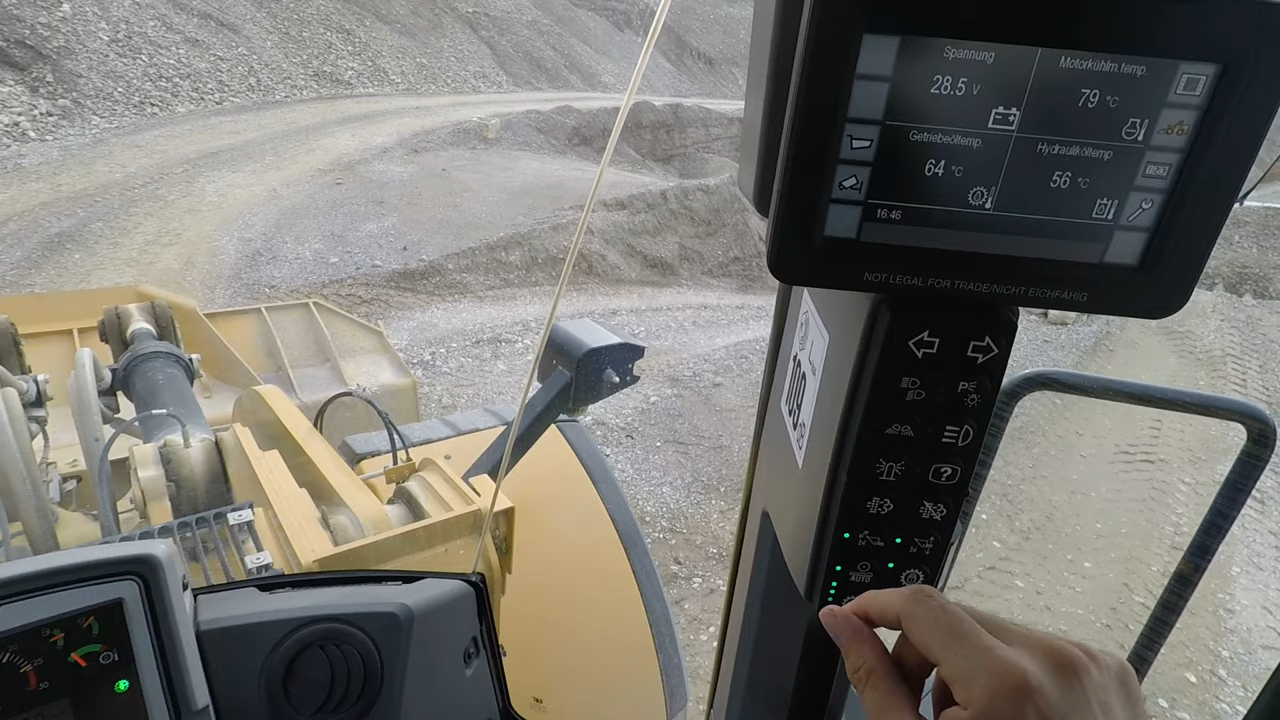 Spannung
28.5 V
Motorkühlm.temp.
79 °C
Getriebeöltemp.
64 °C
Hydrauliköltemp
56 °C
16:46
NOT LEGAL FOR TRADE/NICHT EICHFÄHIG
109
AUTO